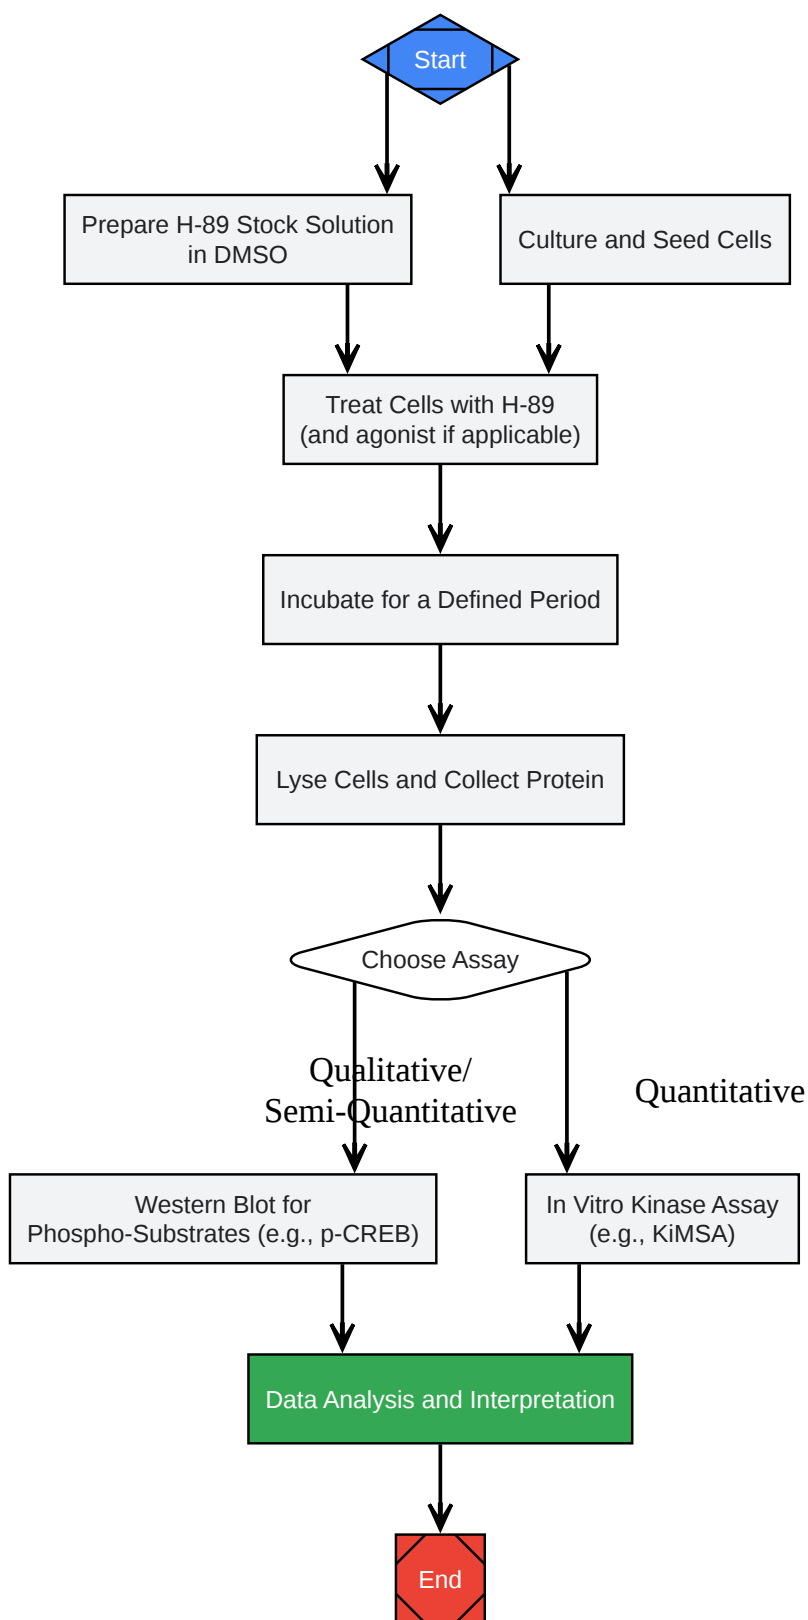 Start
Prepare H-89 Stock Solution
in DMSO
Culture and Seed Cells
Treat Cells with H-89
(and agonist if applicable)
Incubate for a Defined Period
Lyse Cells and Collect Protein
Choose Assay
Qualitative/
Semi-Quantitative
Quantitative
Western Blot for
Phospho-Substrates (e.g., p-CREB)
In Vitro Kinase Assay
(e.g., KiMSA)
Data Analysis and Interpretation
End